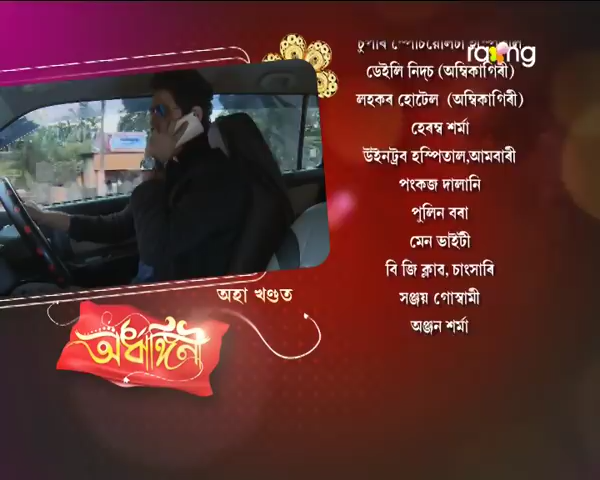 rang
ডেইলি নিদ্‌চ (অম্বিকাগিৰী)
লহকৰ হোটেল (অম্বিকাগিৰী)
হেৰম্ব শৰ্মা
উইনট্ৰব হস্পিতাল,আমবাৰী
পংকজ দালানি
পুলিন বৰা
মেন ভাইটী
বি জি ক্লাব, চাংসাৰি
সঞ্জয় গোস্বামী
অঞ্জন শৰ্মা
অহা খণ্ডত
অৰ্ধাঙ্গিনী